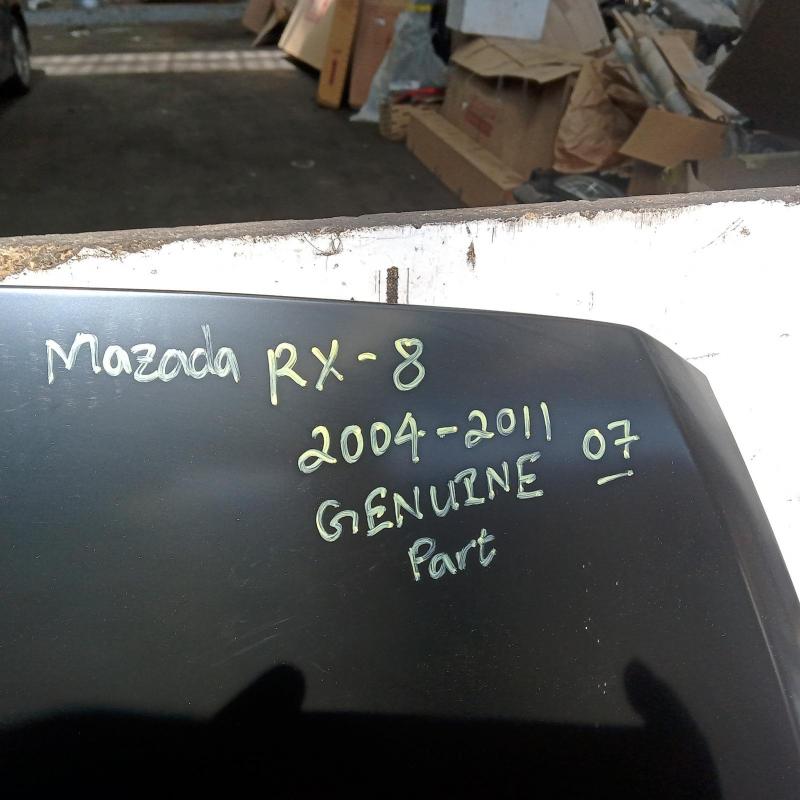 Mazada RX-8
2004-2011 07
GENUINE
Part